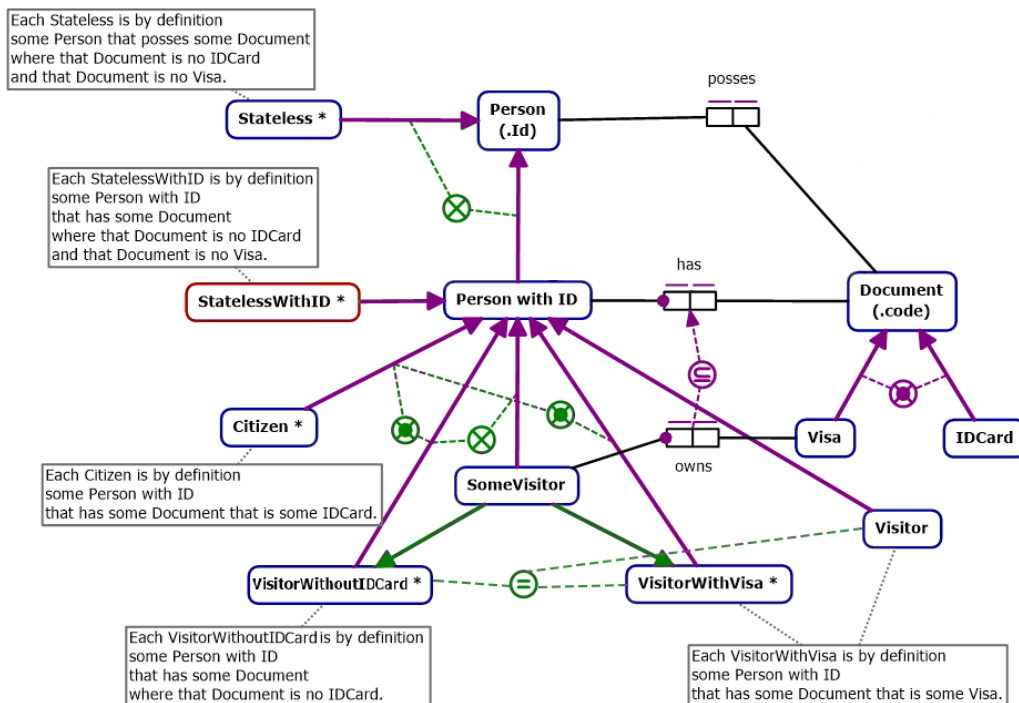 Each Stateless is by definition
some Person that posses some Document
where that Document is no IDCard
and that Document is no Visa.
posses
Stateless *
Person
(.Id)
Each StatelessWithID is by definition
some Person with ID
that has some Document
where that Document is no IDCard
and that Document is no Visa.
has
StatelessWithID *
Person with ID
Document
(.code)
Citizen *
Visa
IDCard
owns
Each Citizen is by definition
some Person with ID
that has some Document that is some IDCard.
SomeVisitor
Visitor
VisitorWithoutIDCard *
VisitorWithVisa *
Each VisitorWithoutIDCard is by definition
some Person with ID
that has some Document
where that Document is no IDCard.
Each VisitorWithVisa is by definition
some Person with ID
that has some Document that is some Visa.